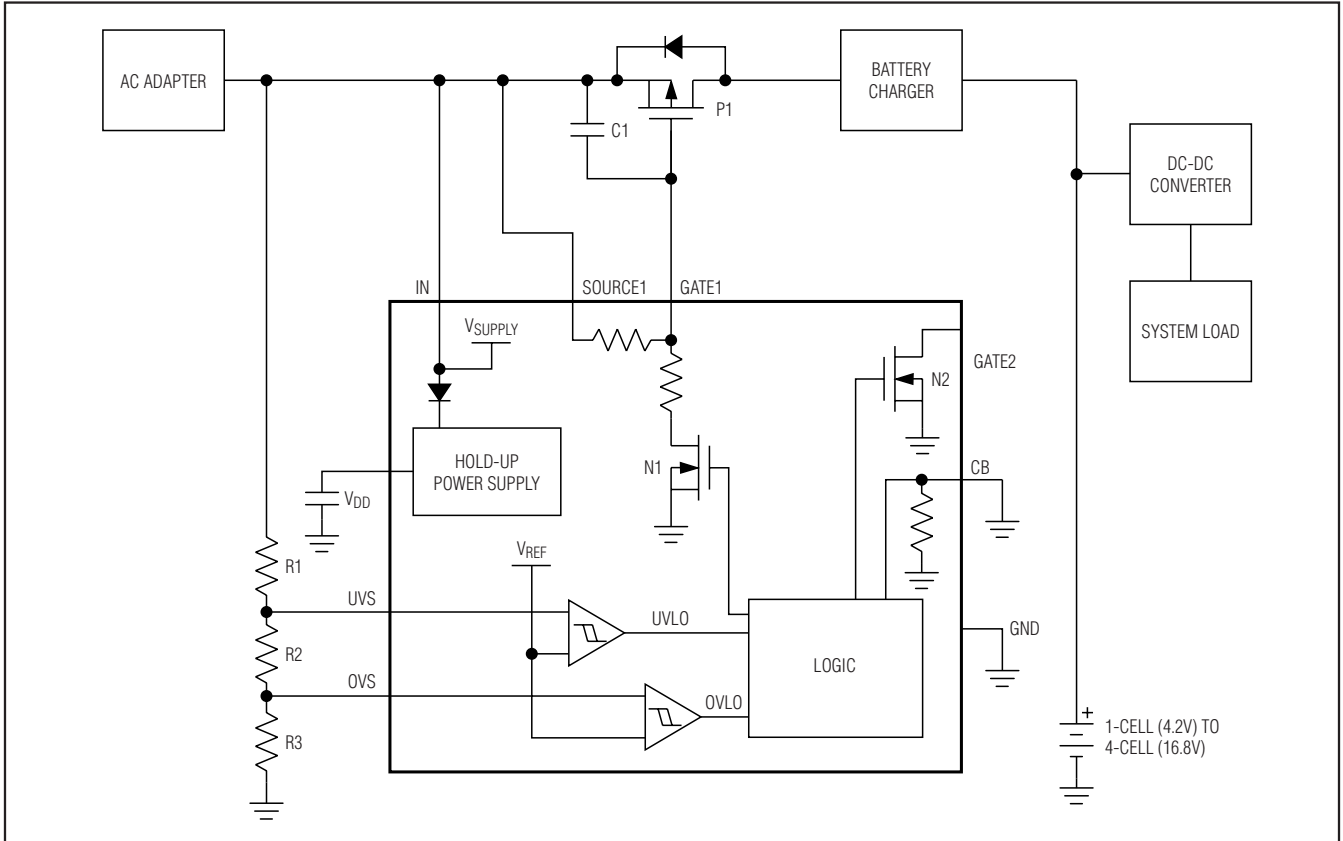 AC ADAPTER
BATTERY
CHARGER
P1
C1
DC-DC
CONVERTER
SYSTEM LOAD
IN
SOURCE1
GATE1
VSUPPLY
GATE2
N2
HOLD-UP
POWER SUPPLY
N1
CB
VDD
VREF
R1
UVS
UVLO
GND
R2
LOGIC
OVS
OVLO
R3
+
1-CELL (4.2V) TO
4-CELL (16.8V)